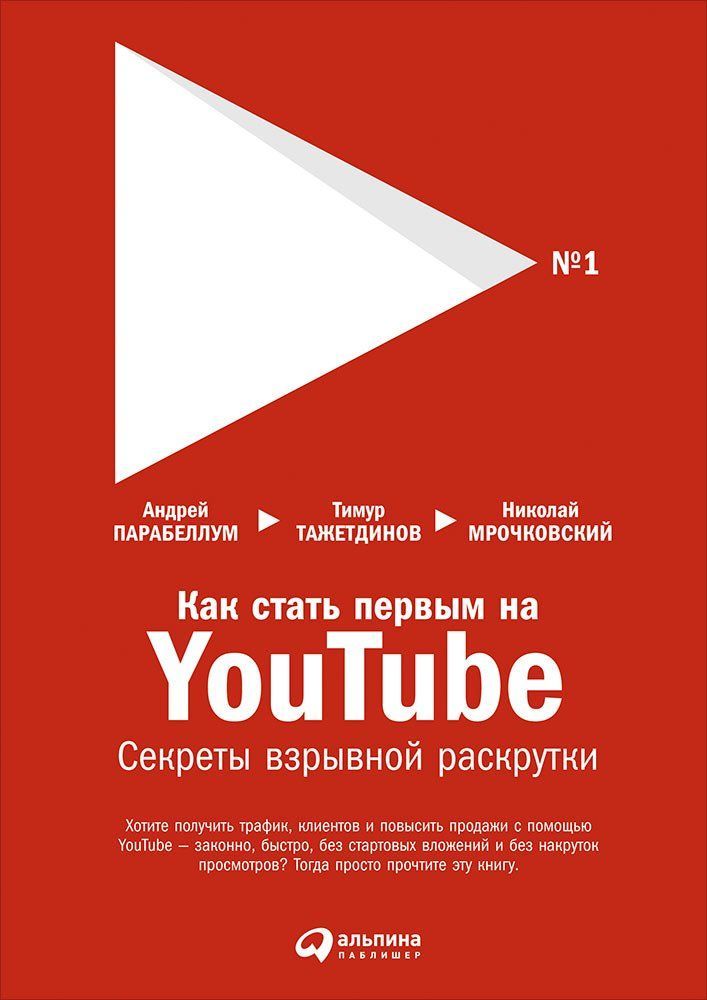 №1
Андрей
ПАРАБЕЛЛУМ
Тимур
ТАЖЕТДИНОВ
Николай
МРОЧКОВСКИЙ
Как стать первым на
YouTube
Секреты взрывной раскрутки
Хотите получить трафик, клиентов и повысить продажи с помощью
YouTube — законно, быстро, без стартовых вложений и без накруток
просмотров? Тогда просто прочтите эту книгу.
альпина
ПАБЛИШЕР